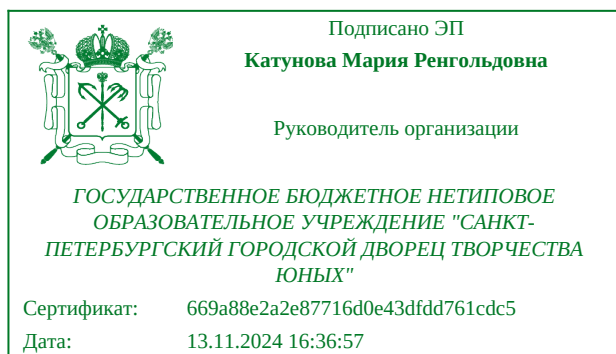 Подписано ЭП
Катунова Мария Ренгольдовна
Руководитель организации
ГОСУДАРСТВЕННОЕ БЮДЖЕТНОЕ НЕТИПОВОЕ
ОБРАЗОВАТЕЛЬНОЕ УЧРЕЖДЕНИЕ "САНКТ-
ПЕТЕРБУРГСКИЙ ГОРОДСКОЙ ДВОРЕЦ ТВОРЧЕСТВА
ЮНЫХ"
Сертификат: 669a88e2a2e87716d0e43dfdd761cdc5
Дата: 13.11.2024 16:36:57